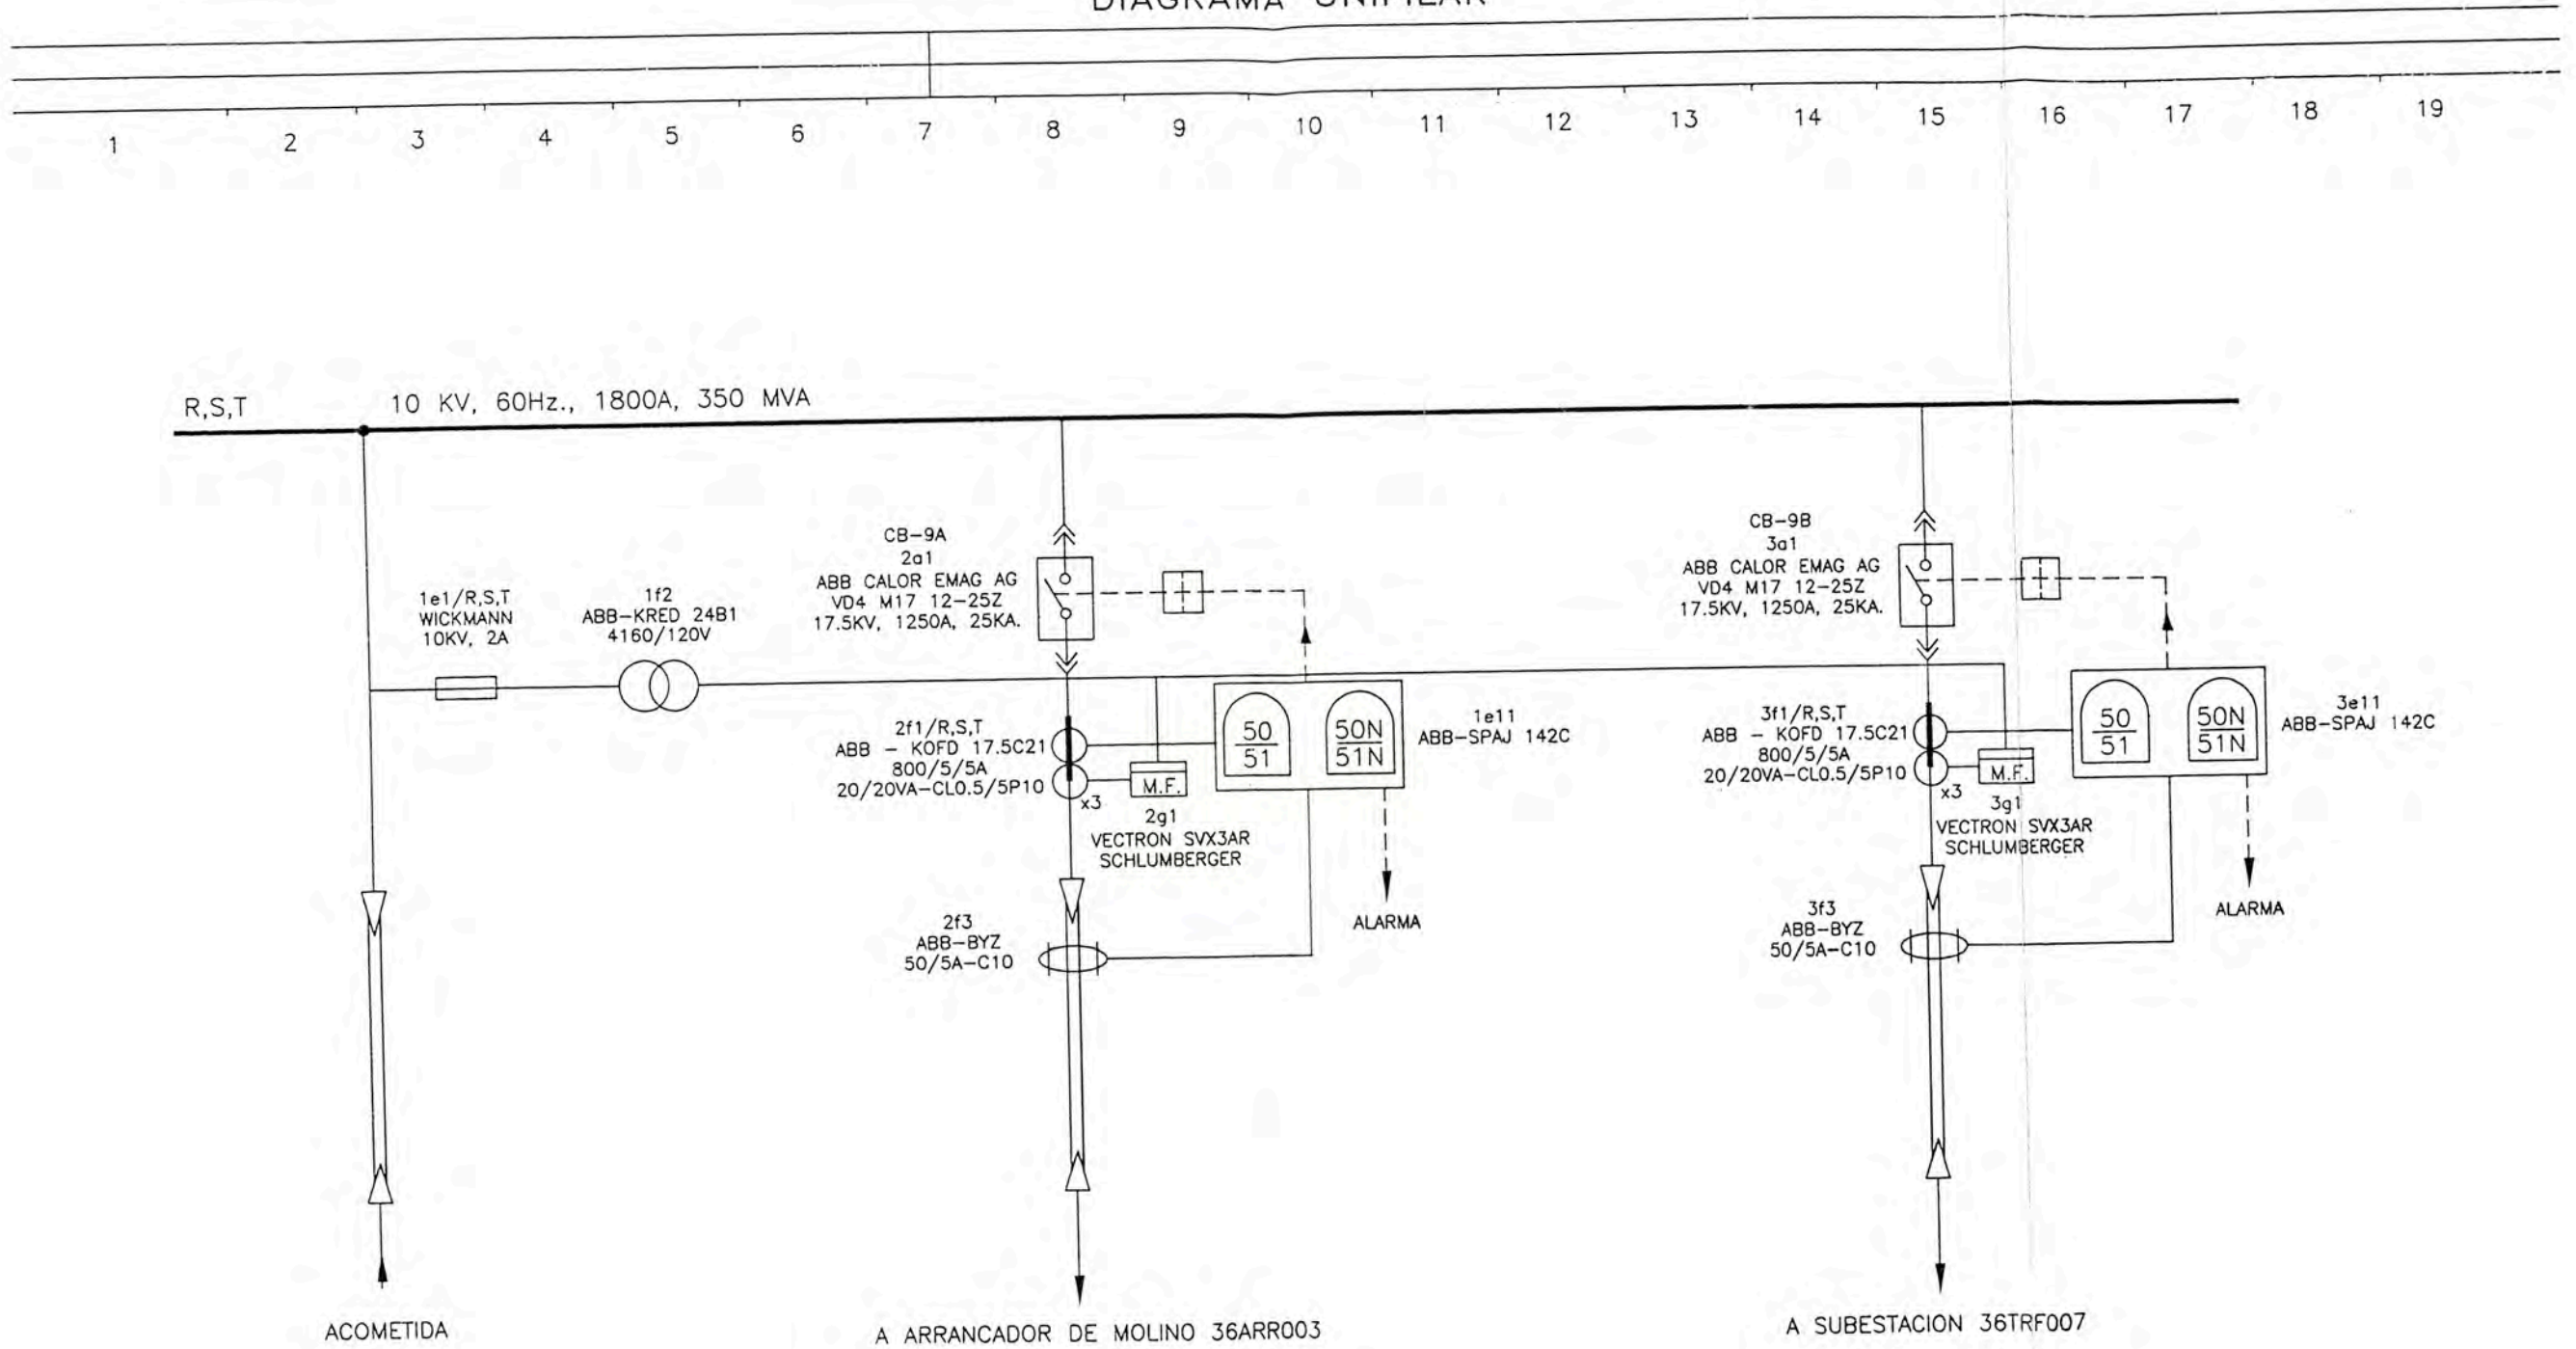 DIAGRAMA UNIFILAR
1 2 3 4 5 6 7 8 9 10 11 12 13 14 15 16 17 18 19
R,S,T
10 KV, 60Hz., 1800A, 350 MVA
1e1/R,S,T
WICKMANN
10KV, 2A
1f2
ABB-KRED 24B1
4160/120V
CB-9A
2a1
ABB CALOR EMAG AG
VD4 M17 12-25Z
17.5KV, 1250A, 25KA.
2f1/R,S,T
ABB - KOFD 17.5C21
800/5/5A
20/20VA-CL0.5/5P10
x3
M.F.
2g1
VECTRON SVX3AR
SCHLUMBERGER
50
51
50N
51N
1e11
ABB-SPAJ 142C
ALARMA
2f3
ABB-BYZ
50/5A-C10
CB-9B
3a1
ABB CALOR EMAG AG
VD4 M17 12-25Z
17.5KV, 1250A, 25KA.
3f1/R,S,T
ABB - KOFD 17.5C21
800/5/5A
20/20VA-CL0.5/5P10
x3
M.F.
3g1
VECTRON SVX3AR
SCHLUMBERGER
50
51
50N
51N
3e11
ABB-SPAJ 142C
ALARMA
3f3
ABB-BYZ
50/5A-C10
ACOMETIDA
A ARRANCADOR DE MOLINO 36ARR003
A SUBESTACION 36TRF007